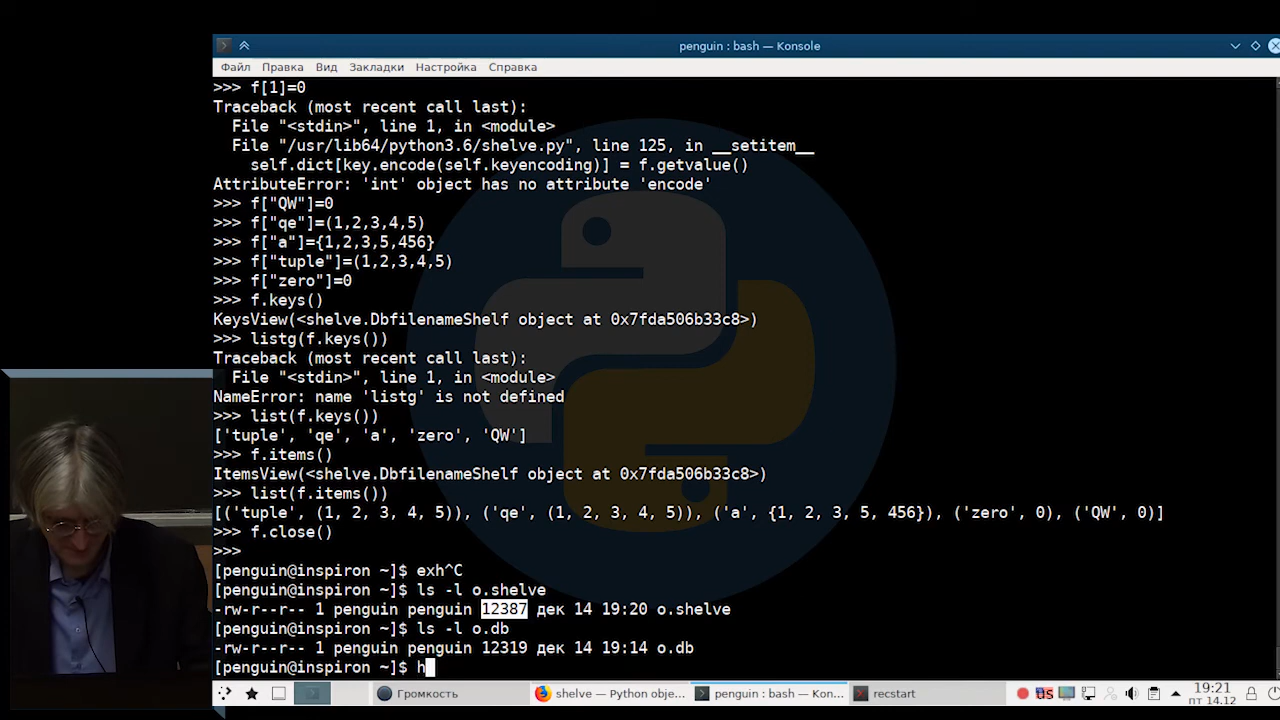 penguin : bash — Konsole
Файл Правка Вид Закладки Настройка Справка
>>> f[1]=0
Traceback (most recent call last):
  File "<stdin>", line 1, in <module>
  File "/usr/lib64/python3.6/shelve.py", line 125, in __setitem__
    self.dict[key.encode(self.keyencoding)] = f.getvalue()
AttributeError: 'int' object has no attribute 'encode'
>>> f["QW"]=0
>>> f["qe"]=(1,2,3,4,5)
>>> f["a"]={1,2,3,5,456}
>>> f["tuple"]=(1,2,3,4,5)
>>> f["zero"]=0
>>> f.keys()
KeysView(<shelve.DbfilenameShelf object at 0x7fda506b33c8>)
>>> listg(f.keys())
Traceback (most recent call last):
  File "<stdin>", line 1, in <module>
NameError: name 'listg' is not defined
>>> list(f.keys())
['tuple', 'qe', 'a', 'zero', 'QW']
>>> f.items()
ItemsView(<shelve.DbfilenameShelf object at 0x7fda506b33c8>)
>>> list(f.items())
[('tuple', (1, 2, 3, 4, 5)), ('qe', (1, 2, 3, 4, 5)), ('a', {1, 2, 3, 5, 456}), ('zero', 0), ('QW', 0)]
>>> f.close()
>>>
[penguin@inspiron ~]$ exh^C
[penguin@inspiron ~]$ ls -l o.shelve
-rw-r--r-- 1 penguin penguin 12387 дек 14 19:20 o.shelve
[penguin@inspiron ~]$ ls -l o.db
-rw-r--r-- 1 penguin penguin 12319 дек 14 19:14 o.db
[penguin@inspiron ~]$ h
Громкость shelve — Python obje... penguin : bash — Kon... recstart us 19:21
пт 14.12